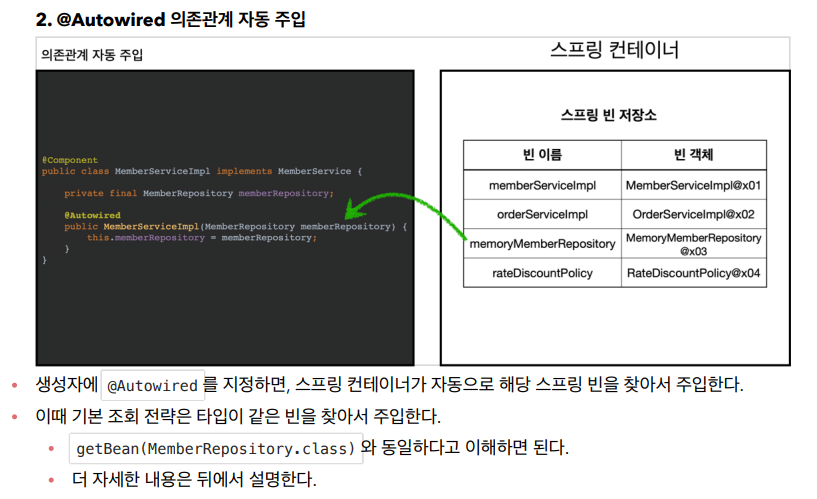 2. @Autowired 의존관계 자동 주입
의존관계 자동 주입
스프링 컨테이너
@Component
public class MemberServiceImpl implements MemberService {
private final MemberRepository memberRepository;
@Autowired
public MemberServiceImpl(MemberRepository memberRepository) {
this.memberRepository = memberRepository;
}
}
스프링 빈 저장소
빈 이름 빈 객체
memberServiceImpl MemberServiceImpl@x01
orderServiceImpl OrderServiceImpl@x02
memoryMemberRepository MemoryMemberRepository
@x03
rateDiscountPolicy RateDiscountPolicy@x04
• 생성자에 @Autowired 를 지정하면, 스프링 컨테이너가 자동으로 해당 스프링 빈을 찾아서 주입한다.
• 이때 기본 조회 전략은 타입이 같은 빈을 찾아서 주입한다.
• getBean(MemberRepository.class) 와 동일하다고 이해하면 된다.
• 더 자세한 내용은 뒤에서 설명한다.